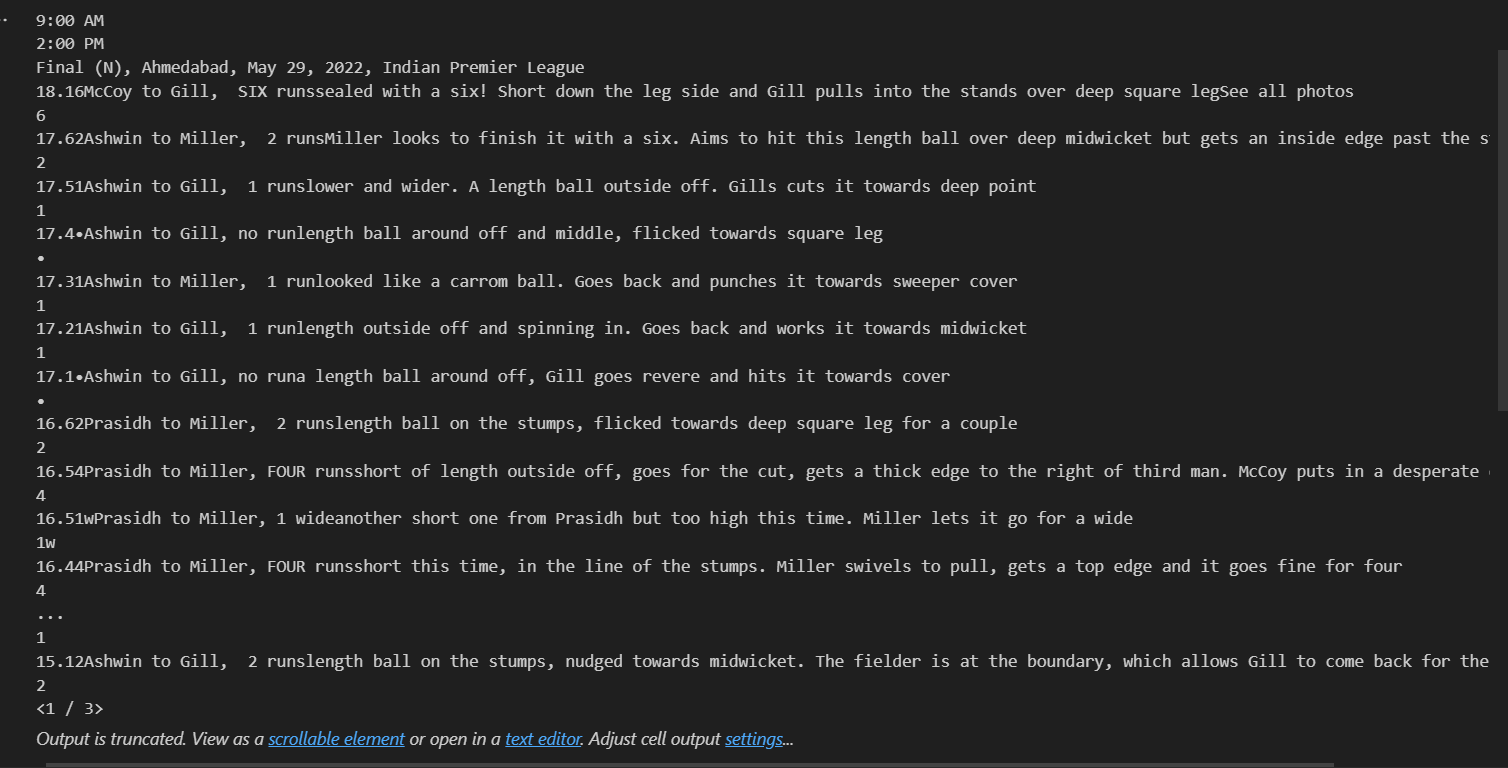 9:00 AM
2:00 PM
Final (N), Ahmedabad, May 29, 2022, Indian Premier League
18.16McCoy to Gill,  SIX runssealed with a six! Short down the leg side and Gill pulls into the stands over deep square legSee all photos
6
17.62Ashwin to Miller,  2 runsMiller looks to finish it with a six. Aims to hit this length ball over deep midwicket but gets an inside edge past the
2
17.51Ashwin to Gill,  1 runslower and wider. A length ball outside off. Gills cuts it towards deep point
1
17.4•Ashwin to Gill, no runlength ball around off and middle, flicked towards square leg
•
17.31Ashwin to Miller,  1 runlooked like a carrom ball. Goes back and punches it towards sweeper cover
1
17.21Ashwin to Gill,  1 runlength outside off and spinning in. Goes back and works it towards midwicket
1
17.1•Ashwin to Gill, no runa length ball around off, Gill goes revere and hits it towards cover
•
16.62Prasidh to Miller,  2 runslength ball on the stumps, flicked towards deep square leg for a couple
2
16.54Prasidh to Miller, FOUR runsshort of length outside off, goes for the cut, gets a thick edge to the right of third man. McCoy puts in a desperate
4
16.51wPrasidh to Miller, 1 wideanother short one from Prasidh but too high this time. Miller lets it go for a wide
1w
16.44Prasidh to Miller, FOUR runsshort this time, in the line of the stumps. Miller swivels to pull, gets a top edge and it goes fine for four
4
...
1
15.12Ashwin to Gill,  2 runslength ball on the stumps, nudged towards midwicket. The fielder is at the boundary, which allows Gill to come back for the
2
<1 / 3>
Output is truncated. View as a scrollable element or open in a text editor. Adjust cell output settings...